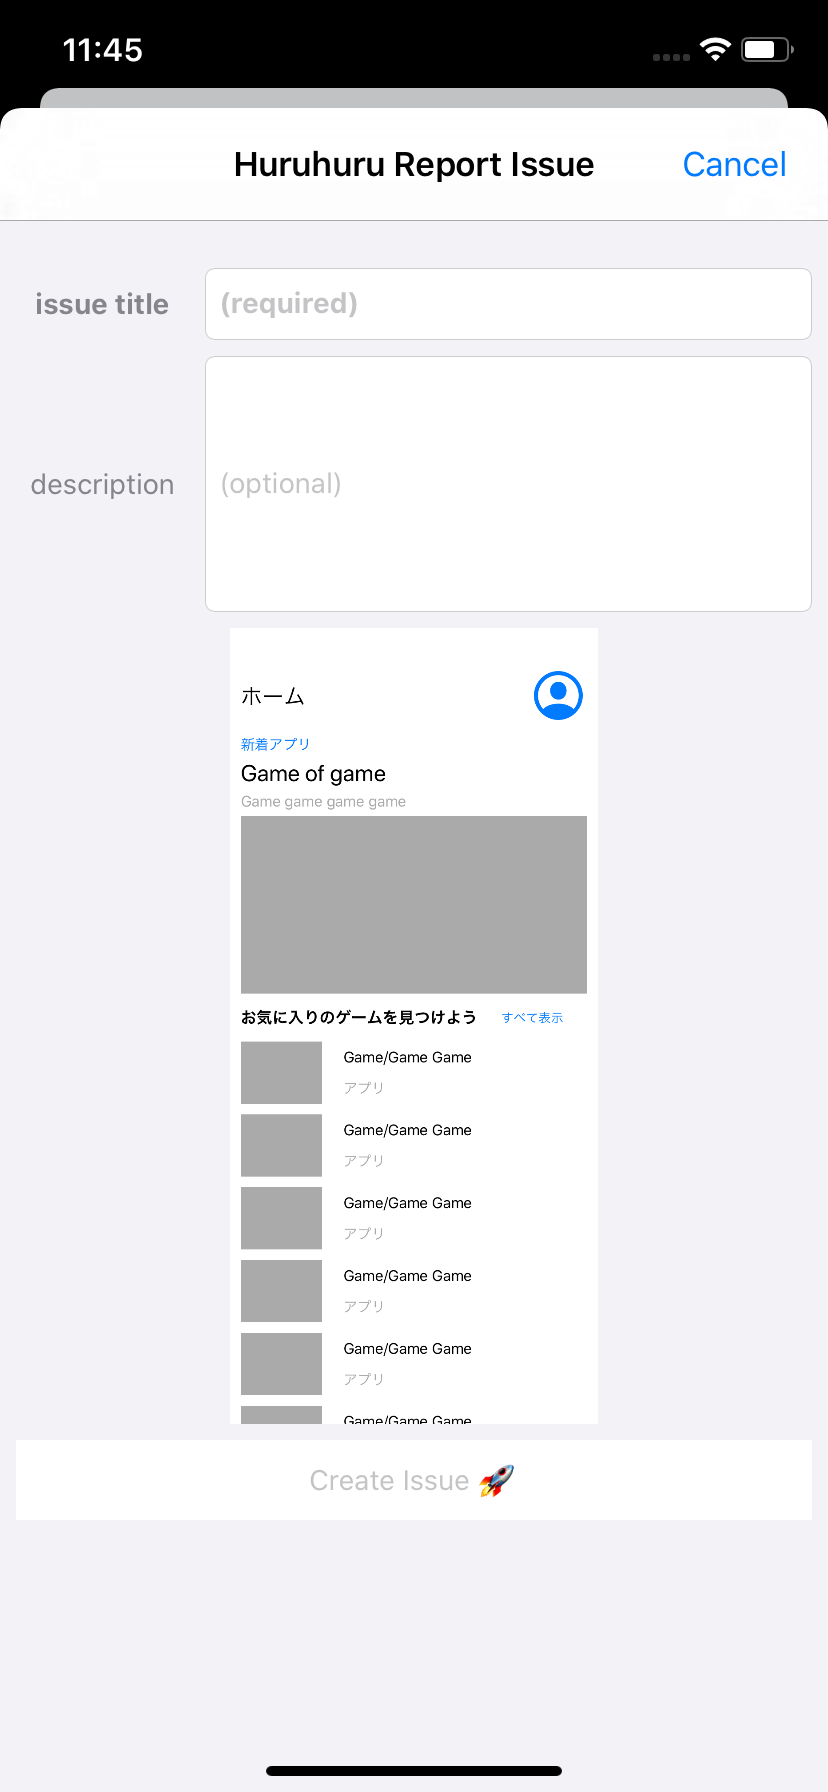 11:45
Huruhuru Report Issue
Cancel
issue title
(required)
description
(optional)
ホーム
新着アプリ
Game of game
Game game game game
お気に入りのゲームを見つけよう すべて表示
Game/Game Game
アプリ
Game/Game Game
アプリ
Game/Game Game
アプリ
Game/Game Game
アプリ
Game/Game Game
アプリ
Game/Game Game
Create Issue 🚀